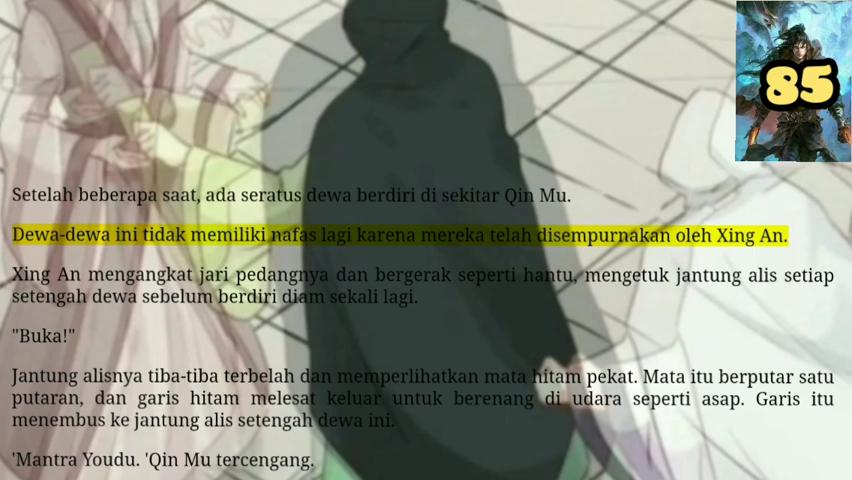 85
Setelah beberapa saat, ada seratus dewa berdiri di sekitar Qin Mu.
Dewa-dewa ini tidak memiliki nafas lagi karena mereka telah disempurnakan oleh Xing An.
Xing An mengangkat jari pedangnya dan bergerak seperti hantu, mengetuk jantung alis setiap
setengah dewa sebelum berdiri diam sekali lagi.
"Buka!"
Jantung alisnya tiba-tiba terbelah dan memperlihatkan mata hitam pekat. Mata itu berputar satu
putaran, dan garis hitam melesat keluar untuk berenang di udara seperti asap. Garis itu
menembus ke jantung alis setengah dewa ini.
'Mantra Youdu. 'Qin Mu tercengang.